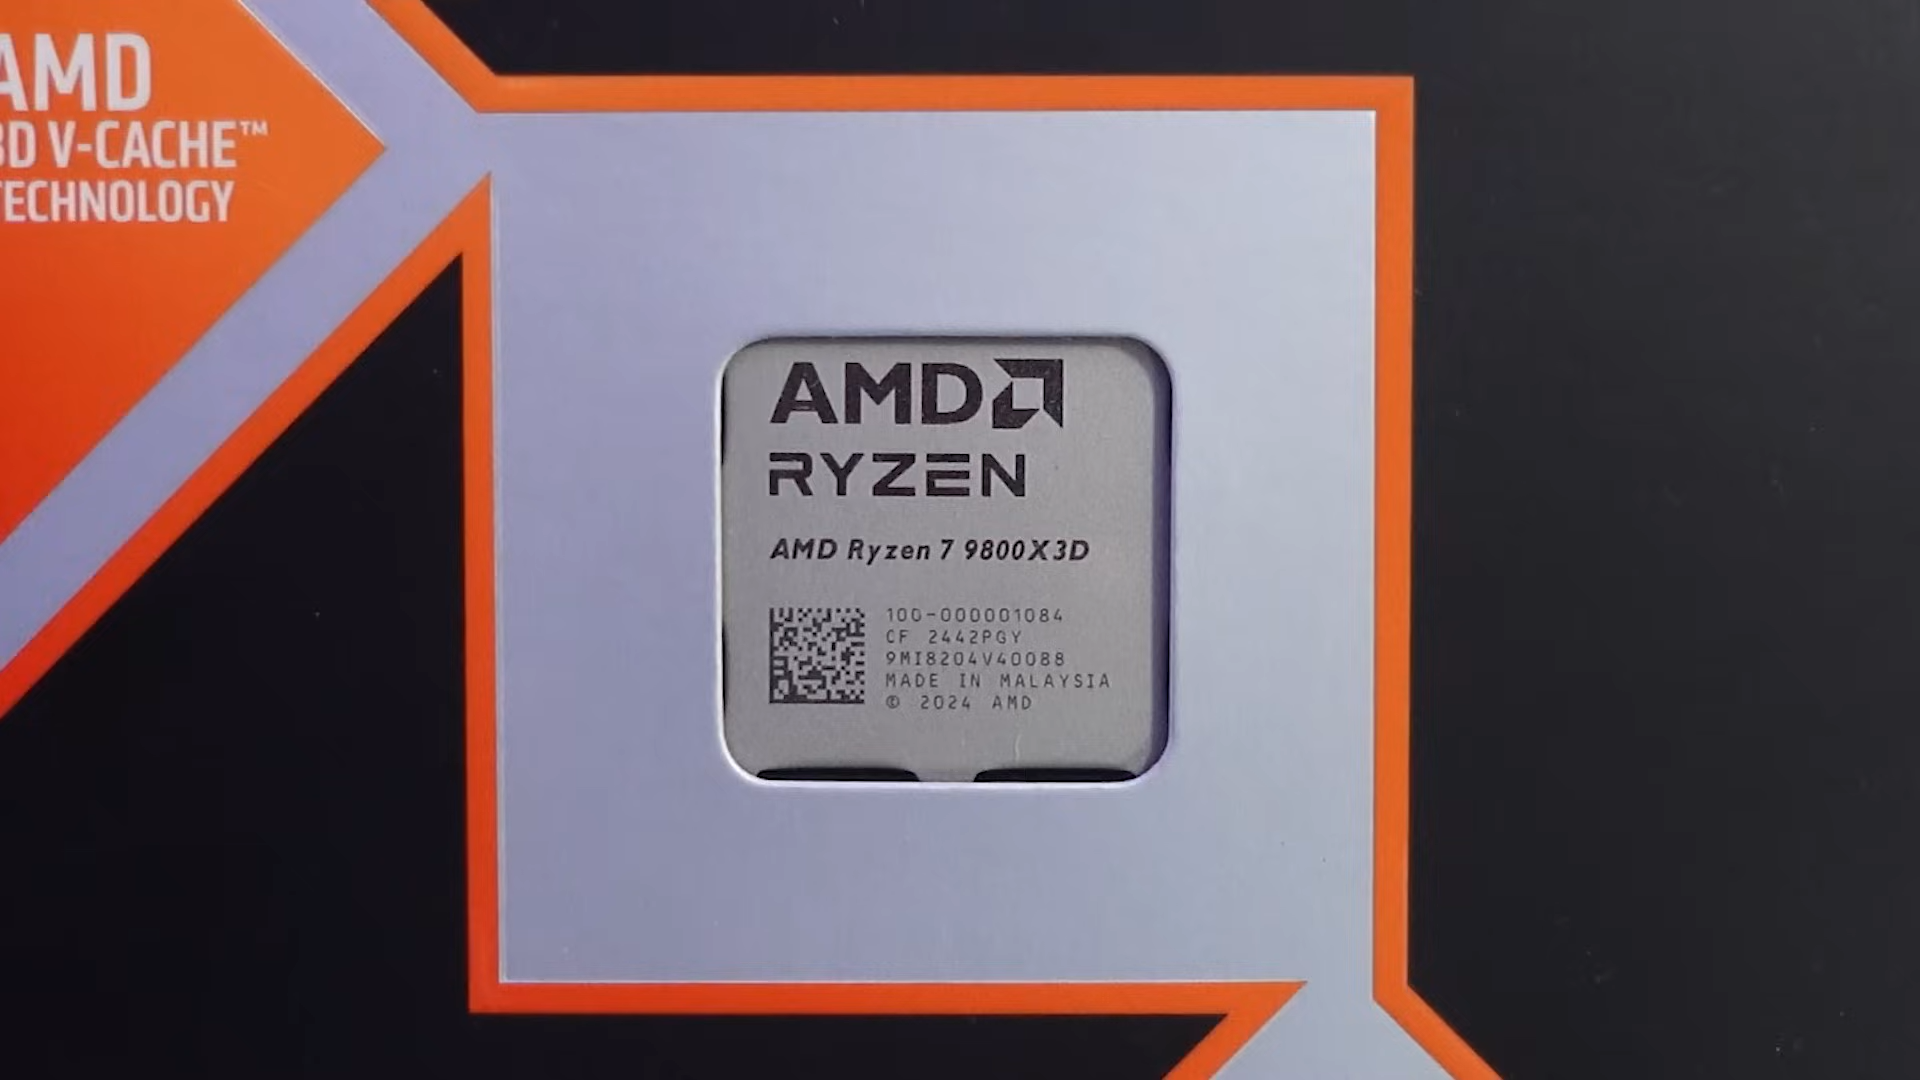 AMD
3D V-CACHE™
TECHNOLOGY
AMD
RYZEN
AMD Ryzen 7 9800X3D
100-000001084
CF 2442PGY
9MI8204V40088
MADE IN MALAYSIA
© 2024 AMD